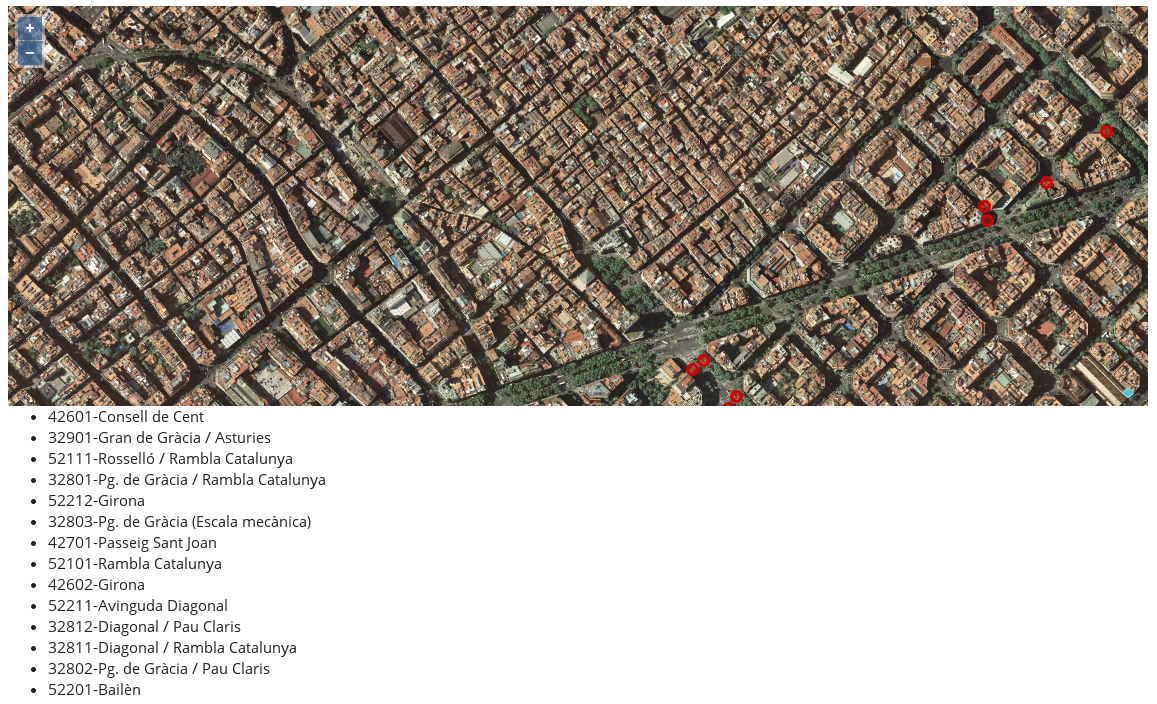 +
−
42601-Consell de Cent
32901-Gran de Gràcia / Asturies
52111-Rosselló / Rambla Catalunya
32801-Pg. de Gràcia / Rambla Catalunya
52212-Girona
32803-Pg. de Gràcia (Escala mecànica)
42701-Passeig Sant Joan
52101-Rambla Catalunya
42602-Girona
52211-Avinguda Diagonal
32812-Diagonal / Pau Claris
32811-Diagonal / Rambla Catalunya
32802-Pg. de Gràcia / Pau Claris
52201-Bailèn